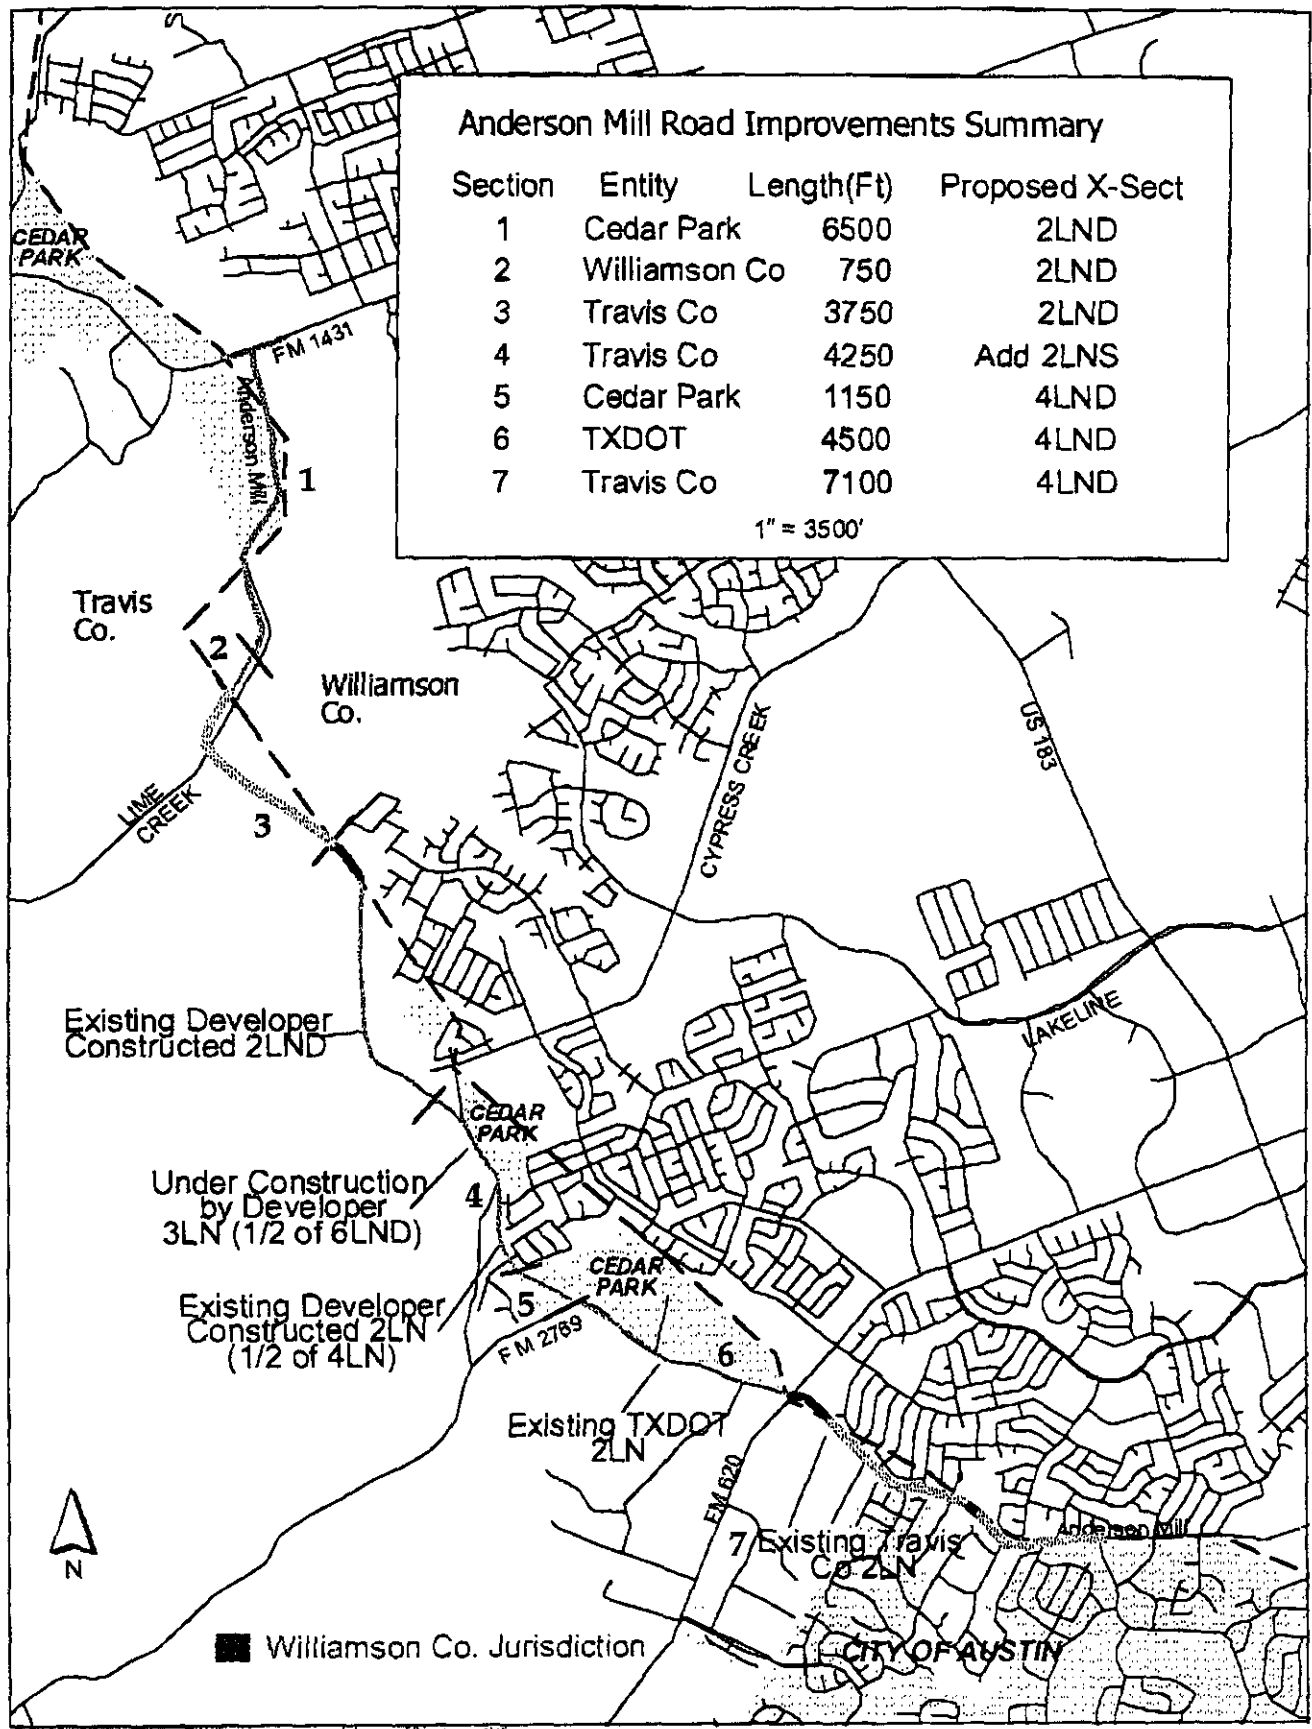 Anderson Mill Road Improvements Summary
Section Entity Length(Ft) Proposed X-Sect
1 Cedar Park 6500 2LND
2 Williamson Co 750 2LND
3 Travis Co 3750 2LND
4 Travis Co 4250 Add 2LNS
5 Cedar Park 1150 4LND
6 TXDOT 4500 4LND
7 Travis Co 7100 4LND
1" = 3500'
CEDAR
PARK
FM 1431
Anderson Mill
1
Travis
Co.
2
Williamson
Co.
CYPRESS CREEK
US 183
LIME
CREEK
3
LAKELINE
Existing Developer
Constructed 2LND
CEDAR
PARK
Under Construction
by Developer
3LN (1/2 of 6LND)
4
CEDAR
PARK
Existing Developer
Constructed 2LN
(1/2 of 4LN)
5
FM 2769
6
Existing TXDOT
2LN
FM 620
Anderson Mill
7 Existing Travis
Co 2LN
N
Williamson Co. Jurisdiction
CITY OF AUSTIN